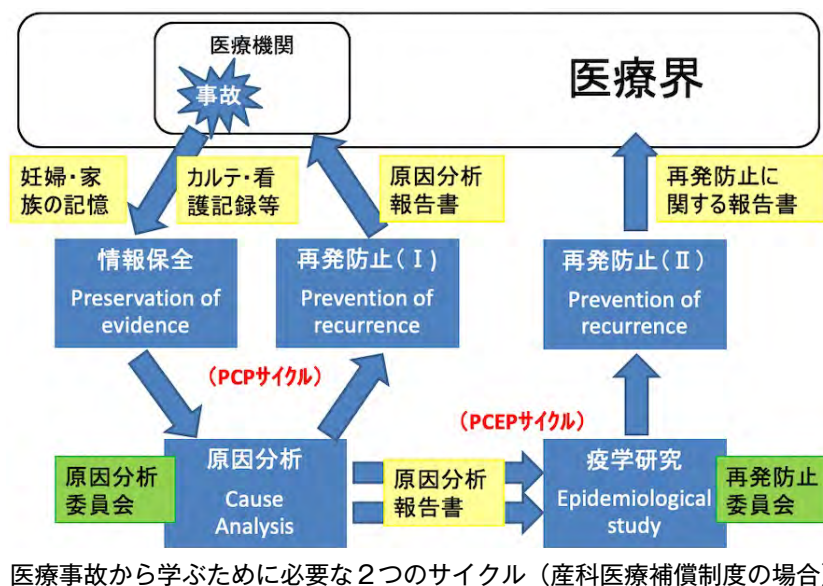 医療機関
事故
医療界
妊婦・家
族の記憶
カルテ・看
護記録等
原因分析
報告書
再発防止に
関する報告書
情報保全
Preservation of
evidence
再発防止(Ⅰ)
Prevention of
recurrence
再発防止(Ⅱ)
Prevention of
recurrence
(PCPサイクル)
(PCEPサイクル)
原因分析
委員会
原因分析
Cause
Analysis
原因分析
報告書
疫学研究
Epidemiological
study
再発防止
委員会
医療事故から学ぶために必要な２つのサイクル（産科医療補償制度の場合）